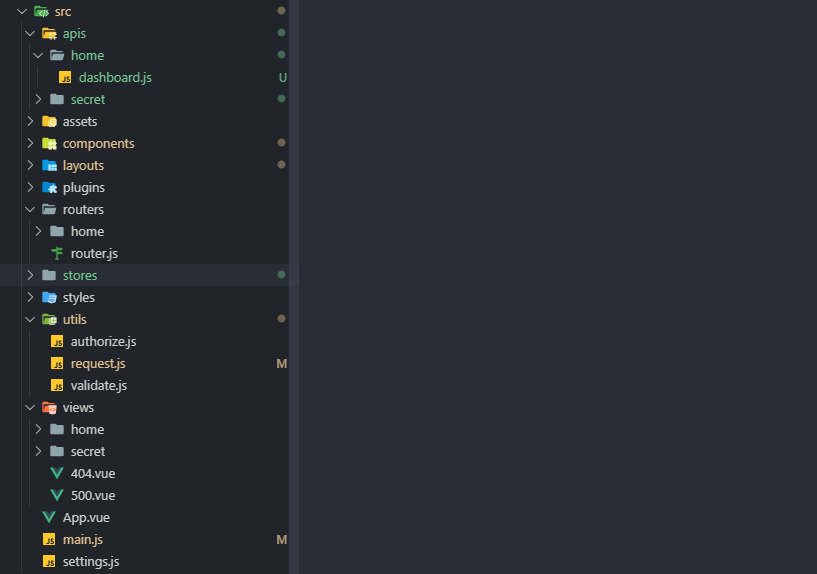 src
apis
home
dashboard.js U
secret
assets
components
layouts
plugins
routers
home
router.js
stores
styles
utils
JS authorize.js
JS request.js M
JS validate.js
views
home
secret
404.vue
500.vue
App.vue
JS main.js M
JS settings.js